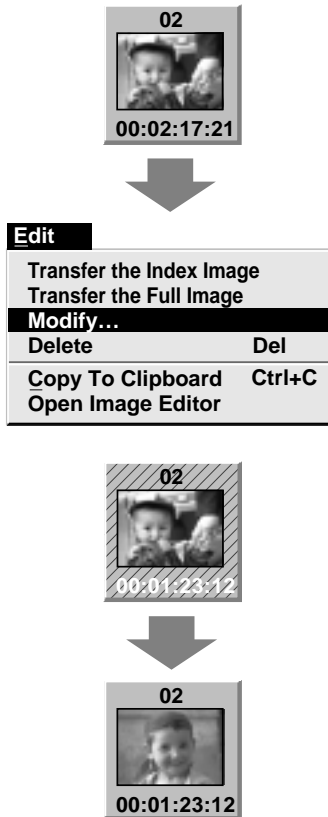 02
00:02:17:21
Edit
Transfer the Index Image
Transfer the Full Image
Modify…
Delete Del
Copy To Clipboard Ctrl+C
Open Image Editor
02
00:01:23:12
02
00:01:23:12